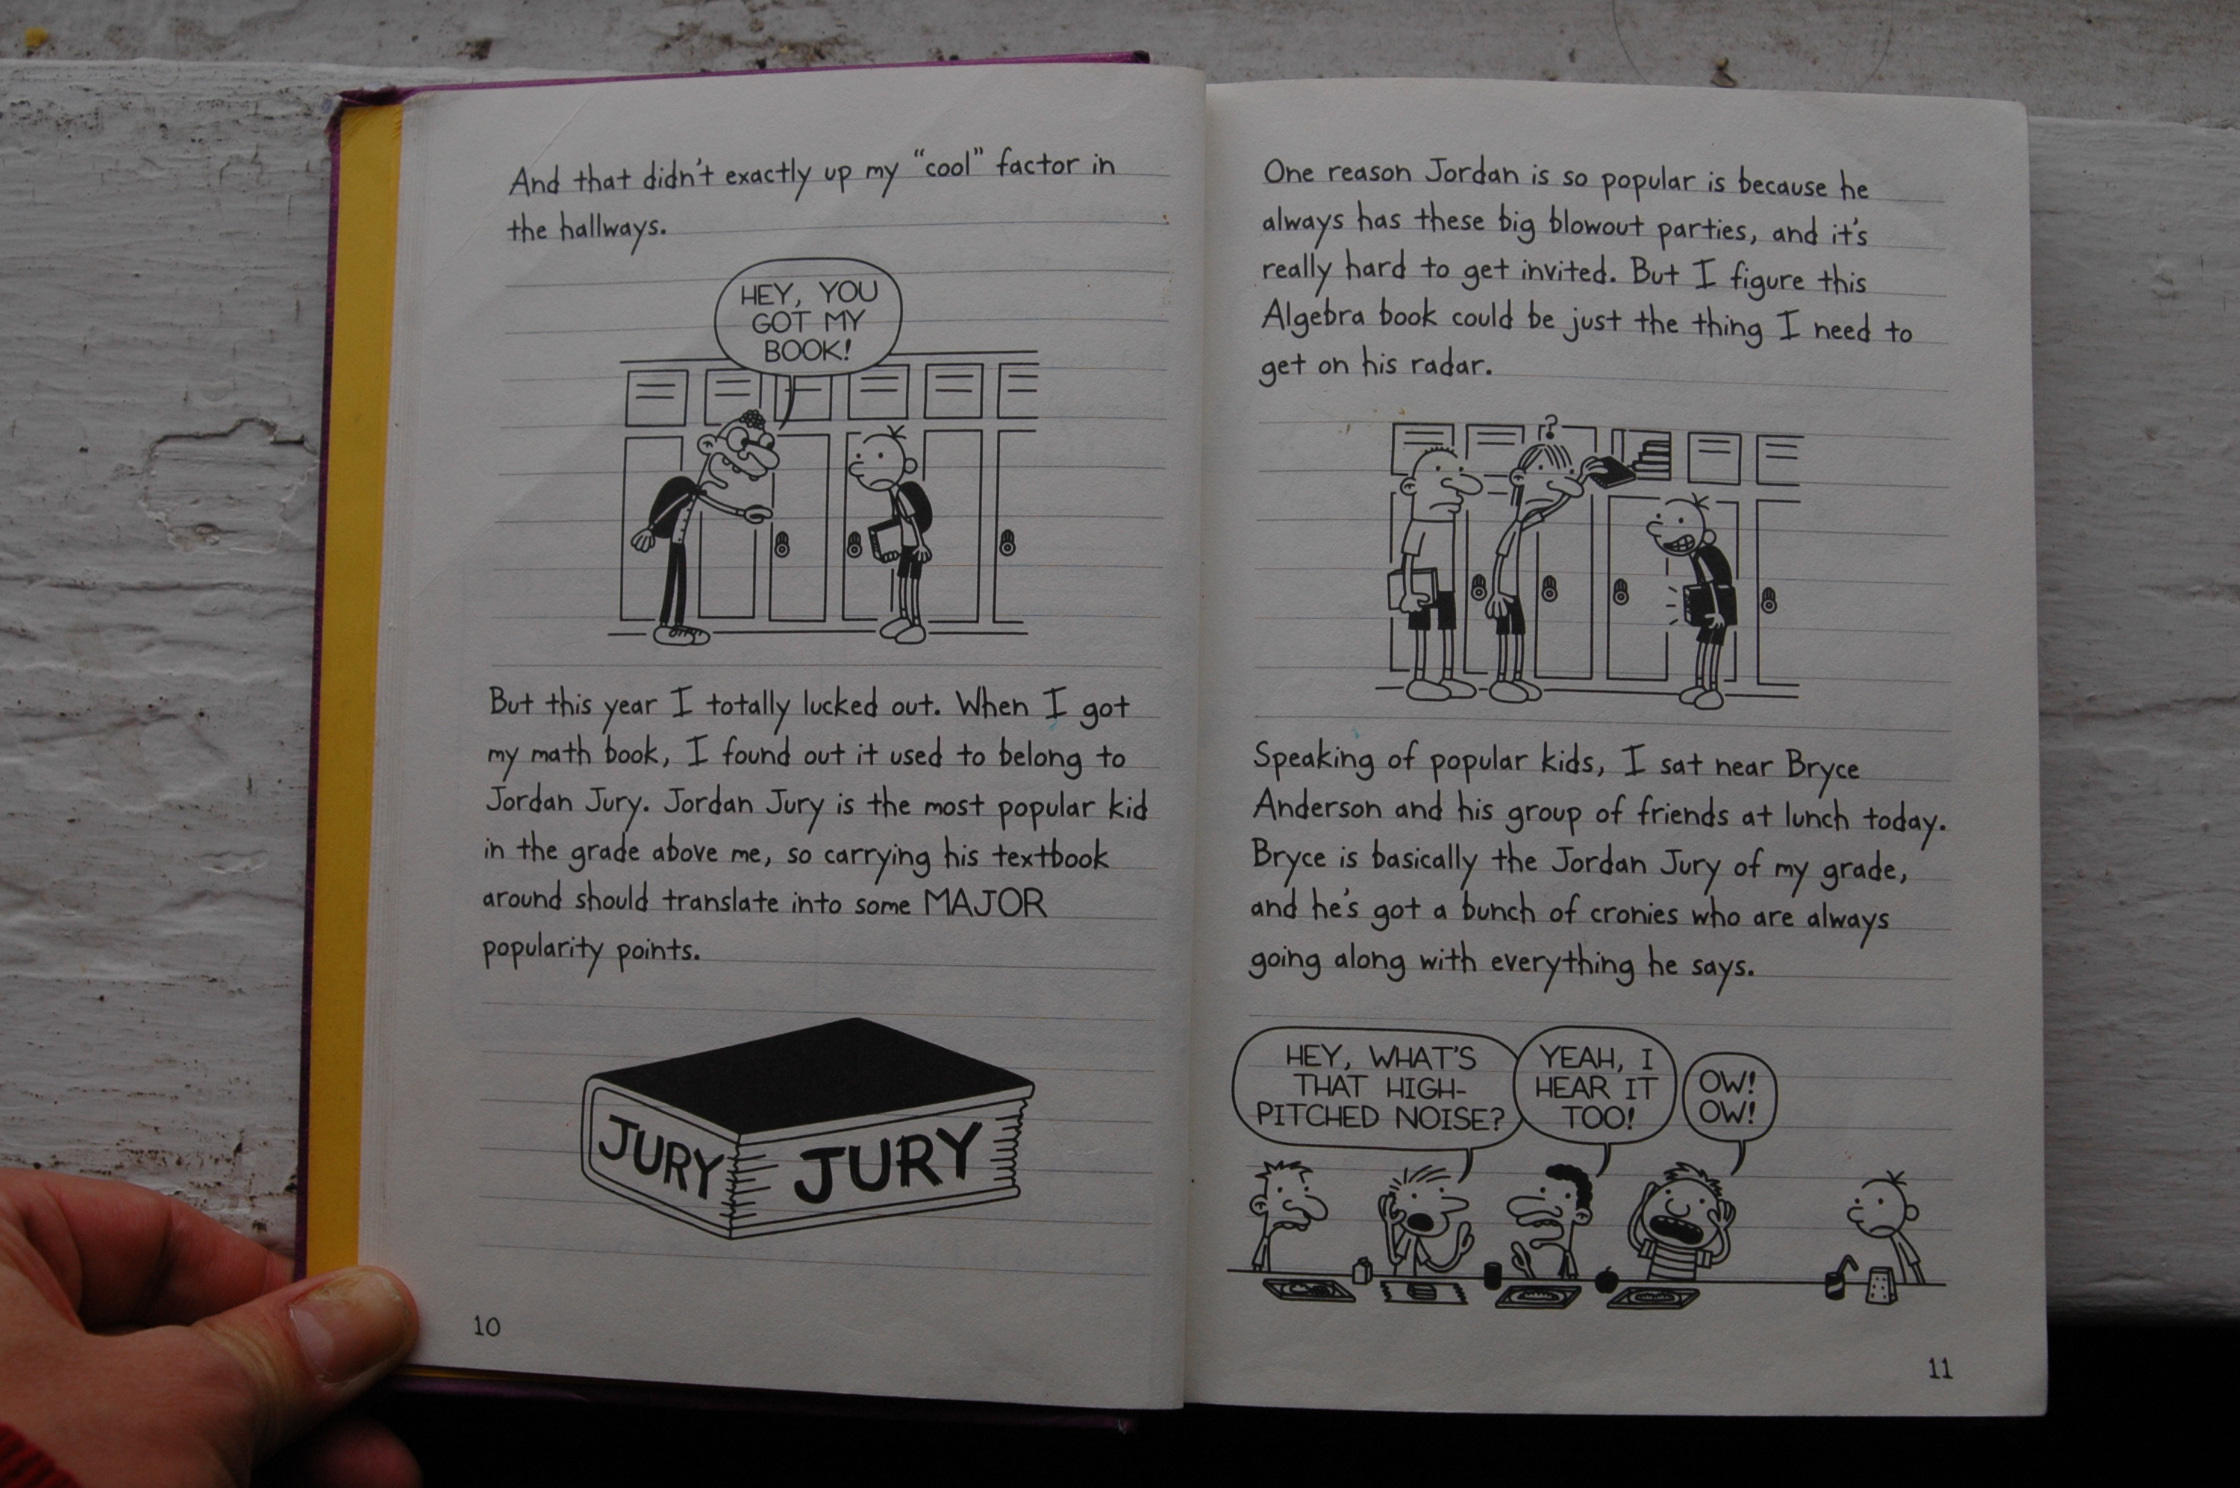 And that didn't exactly up my "cool" factor in
the hallways.
HEY, YOU
GOT MY
BOOK!
But this year I totally lucked out. When I got
my math book, I found out it used to belong to
Jordan Jury. Jordan Jury is the most popular kid
in the grade above me, so carrying his textbook
around should translate into some MAJOR
popularity points.
JURY JURY
10
One reason Jordan is so popular is because he
always has these big blowout parties, and it's
really hard to get invited. But I figure this
Algebra book could be just the thing I need to
get on his radar.
?
Speaking of popular kids, I sat near Bryce
Anderson and his group of friends at lunch today.
Bryce is basically the Jordan Jury of my grade,
and he's got a bunch of cronies who are always
going along with everything he says.
HEY, WHAT'S
THAT HIGH-
PITCHED NOISE?
YEAH, I
HEAR IT
TOO!
OW!
OW!
11